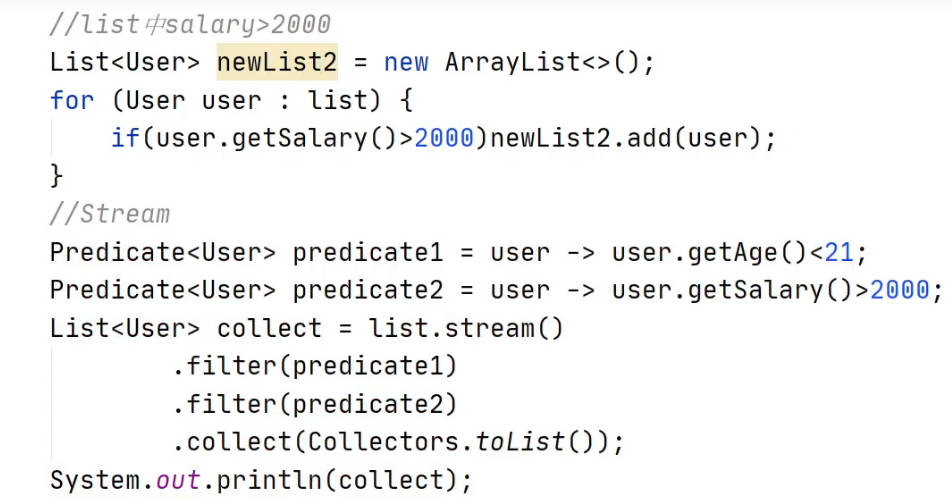 //list中salary>2000
List<User> newList2 = new ArrayList<>();
for (User user : list) {
    if(user.getSalary()>2000)newList2.add(user);
}
//Stream
Predicate<User> predicate1 = user -> user.getAge()<21;
Predicate<User> predicate2 = user -> user.getSalary()>2000;
List<User> collect = list.stream()
        .filter(predicate1)
        .filter(predicate2)
        .collect(Collectors.toList());
System.out.println(collect);